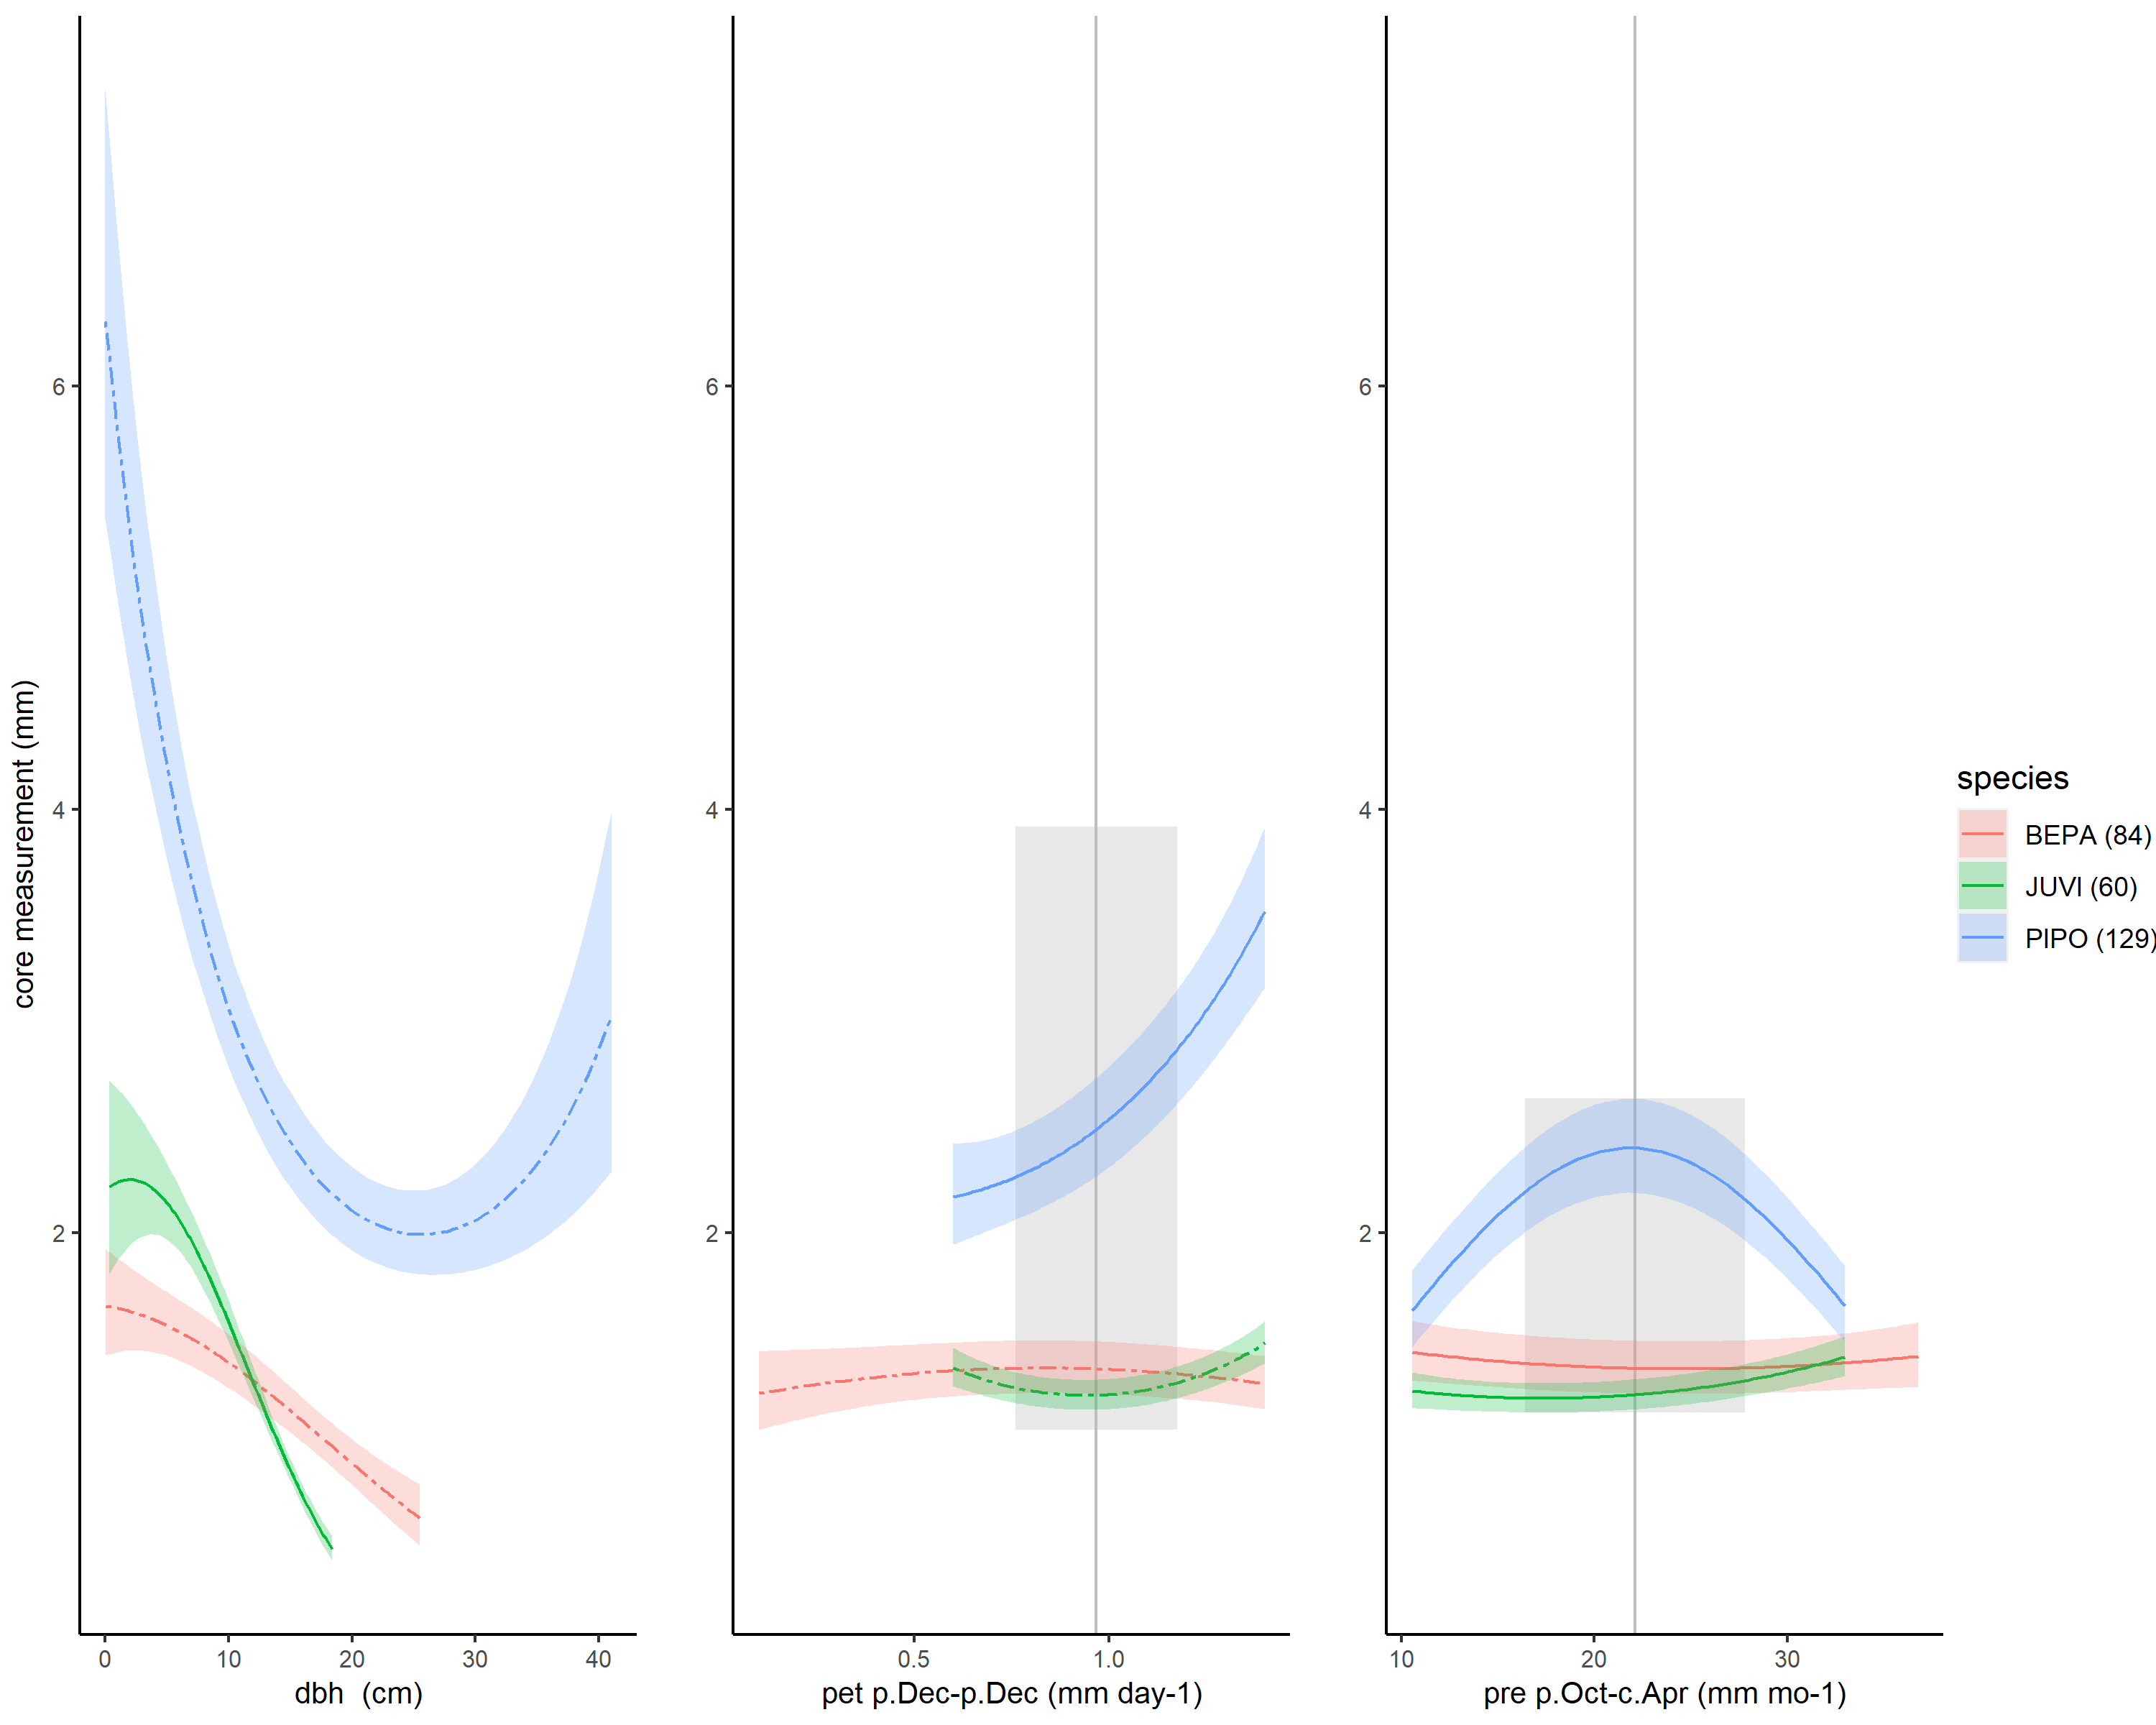 core measurement (mm)
6
4
2
0
10
20
30
40
dbh  (cm)
6
4
2
0.5
1.0
pet p.Dec-p.Dec (mm day-1)
6
4
2
10
20
30
pre p.Oct-c.Apr (mm mo-1)
species
BEPA (84)
JUVI (60)
PIPO (129)